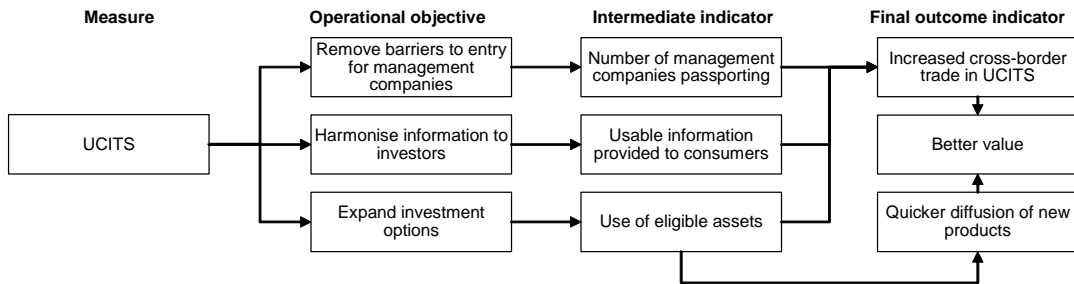 Measure
Operational objective
Intermediate indicator
Final outcome indicator
Remove barriers to entry
for management
companies
Number of management
companies passporting
Increased cross-border
trade in UCITS
UCITS
Harmonise information to
investors
Usable information
provided to consumers
Better value
Expand investment
options
Use of eligible assets
Quicker diffusion of new
products